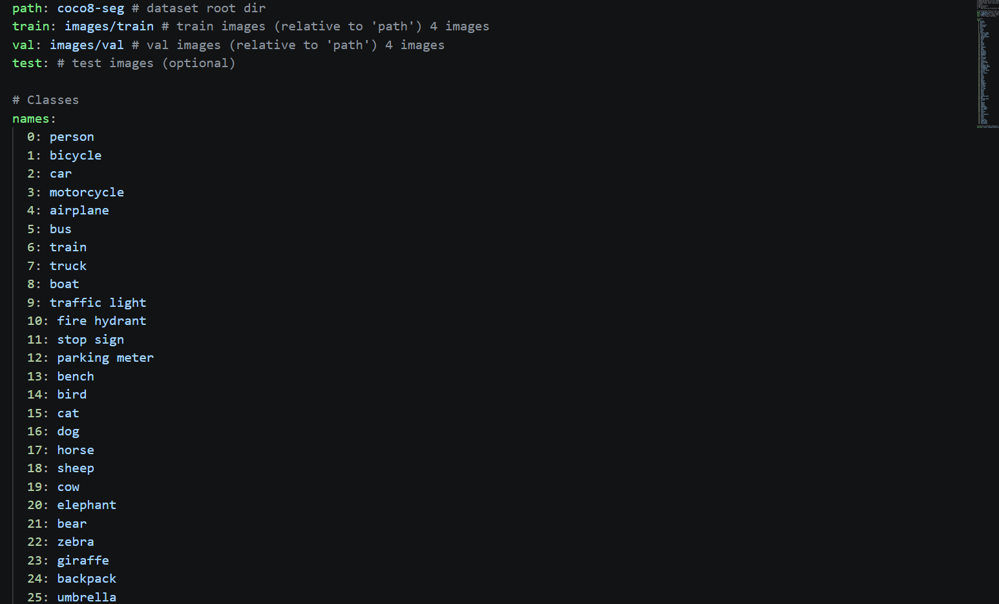 path: coco8-seg # dataset root dir
train: images/train # train images (relative to 'path') 4 images
val: images/val # val images (relative to 'path') 4 images
test: # test images (optional)

# Classes
names:
  0: person
  1: bicycle
  2: car
  3: motorcycle
  4: airplane
  5: bus
  6: train
  7: truck
  8: boat
  9: traffic light
  10: fire hydrant
  11: stop sign
  12: parking meter
  13: bench
  14: bird
  15: cat
  16: dog
  17: horse
  18: sheep
  19: cow
  20: elephant
  21: bear
  22: zebra
  23: giraffe
  24: backpack
  25: umbrella